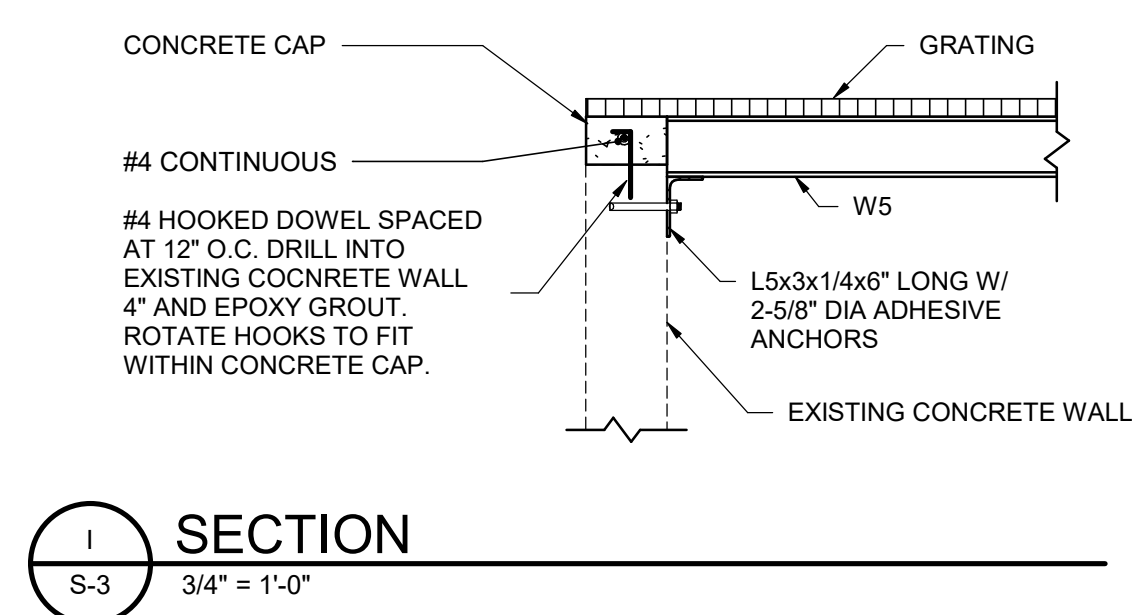 CONCRETE CAP
GRATING
#4 CONTINUOUS
#4 HOOKED DOWEL SPACED
AT 12" O.C. DRILL INTO
EXISTING COCNRETE WALL
4" AND EPOXY GROUT.
ROTATE HOOKS TO FIT
WITHIN CONCRETE CAP.
W5
L5x3x1/4x6" LONG W/
2-5/8" DIA ADHESIVE
ANCHORS
EXISTING CONCRETE WALL
I
S-3
SECTION
3/4" = 1'-0"